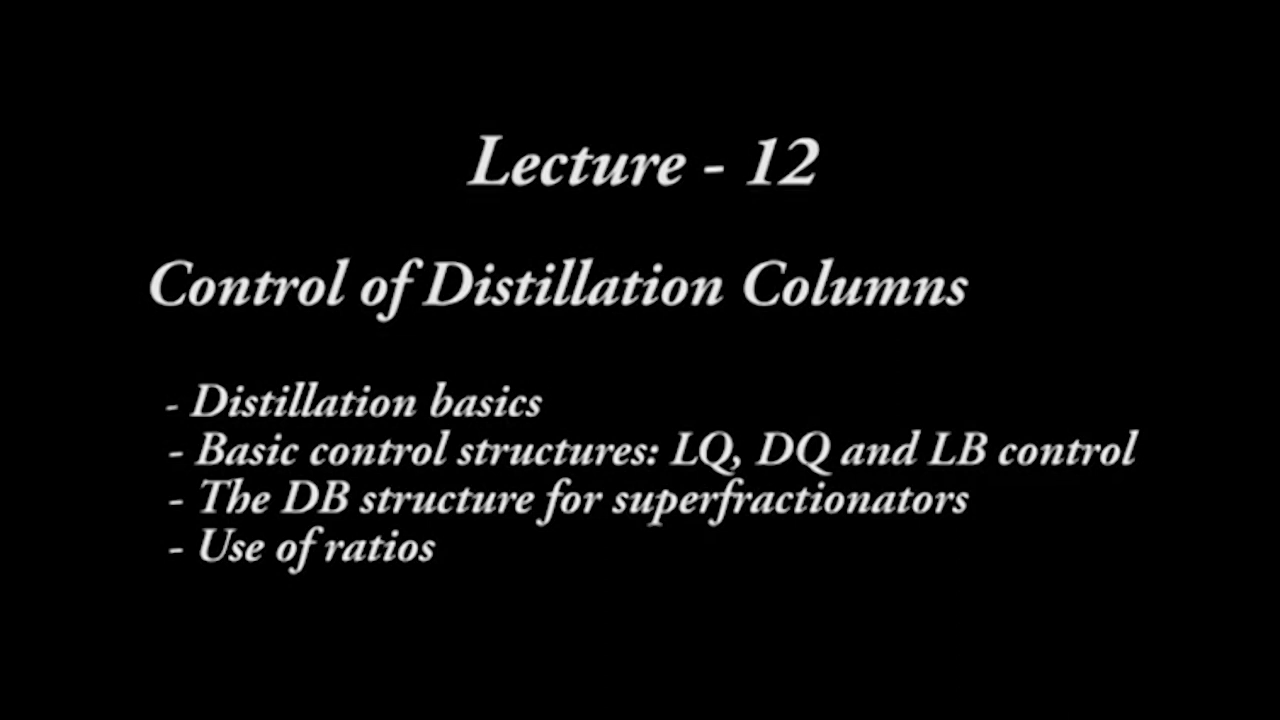 Lecture - 12
Control of Distillation Columns
- Distillation basics
- Basic control structures: LQ, DQ and LB control
- The DB structure for superfractionators
- Use of ratios